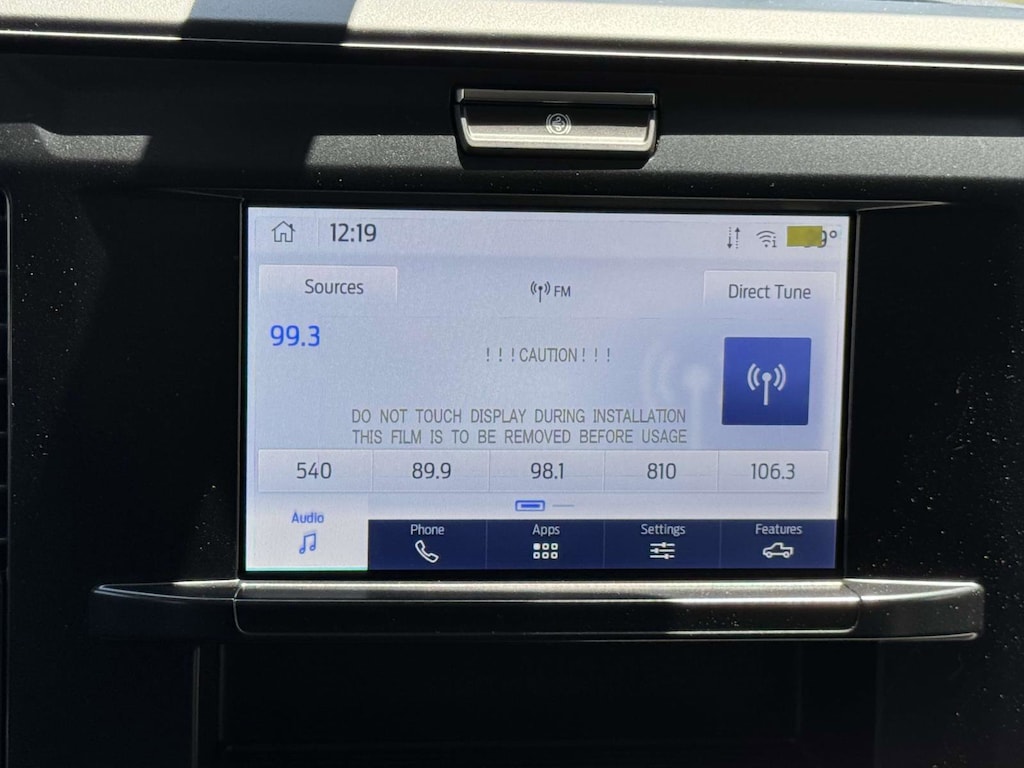 12:19
9°
Sources
FM
Direct Tune
99.3
! ! ! CAUTION ! ! !
DO NOT TOUCH DISPLAY DURING INSTALLATION
THIS FILM IS TO BE REMOVED BEFORE USAGE
540 89.9 98.1 810 106.3
Audio Phone Apps Settings Features